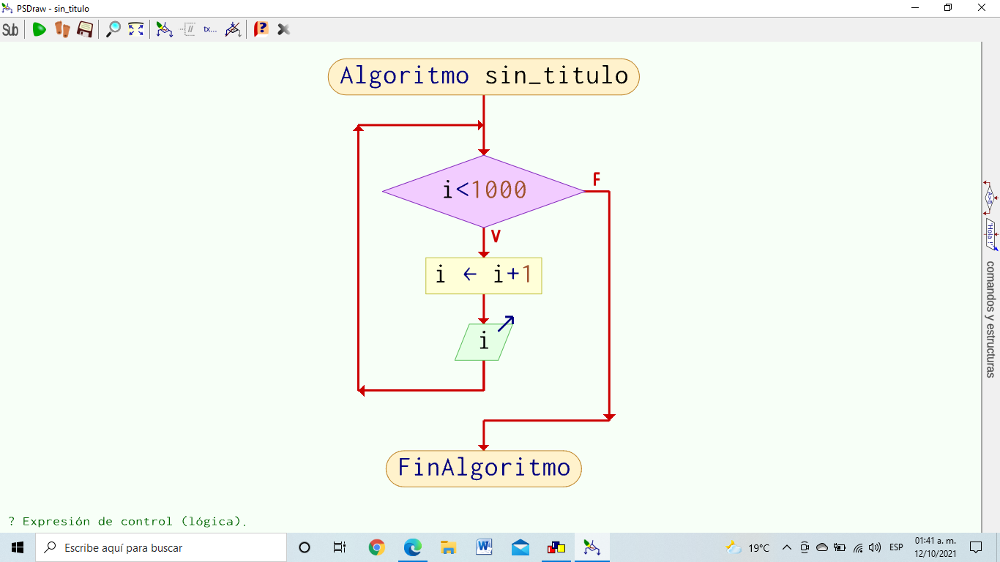 PSDraw - sin_titulo
Sub
tx...
Algoritmo sin_titulo
i<1000
F
V
i ← i+1
i
FinAlgoritmo
A>B
"Hola !"
comandos y estructuras
? Expresión de control (lógica).
Escribe aquí para buscar
19°C
ESP
01:41 a. m.
12/10/2021